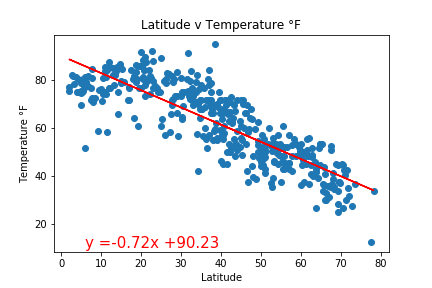 Latitude v Temperature °F
Temperature °F
80
60
40
20
y =-0.72x +90.23
0 10 20 30 40 50 60 70 80
Latitude